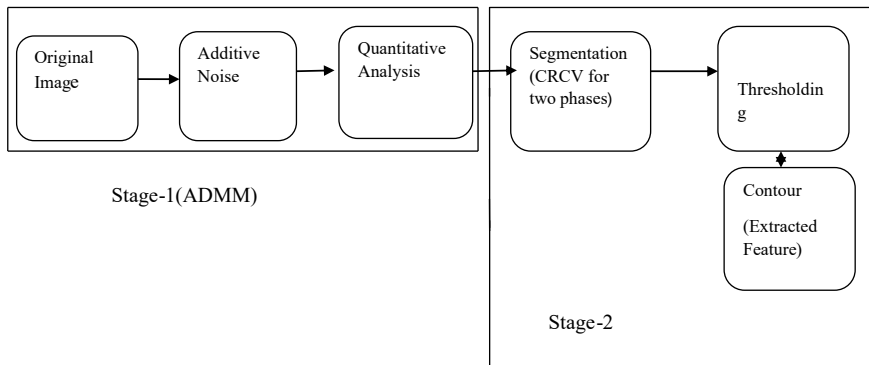 Original
Image
Additive
Noise
Quantitative
Analysis
Segmentation
(CRCV for
two phases)
Thresholdin
g
Contour
(Extracted
Feature)
Stage-1(ADMM)
Stage-2